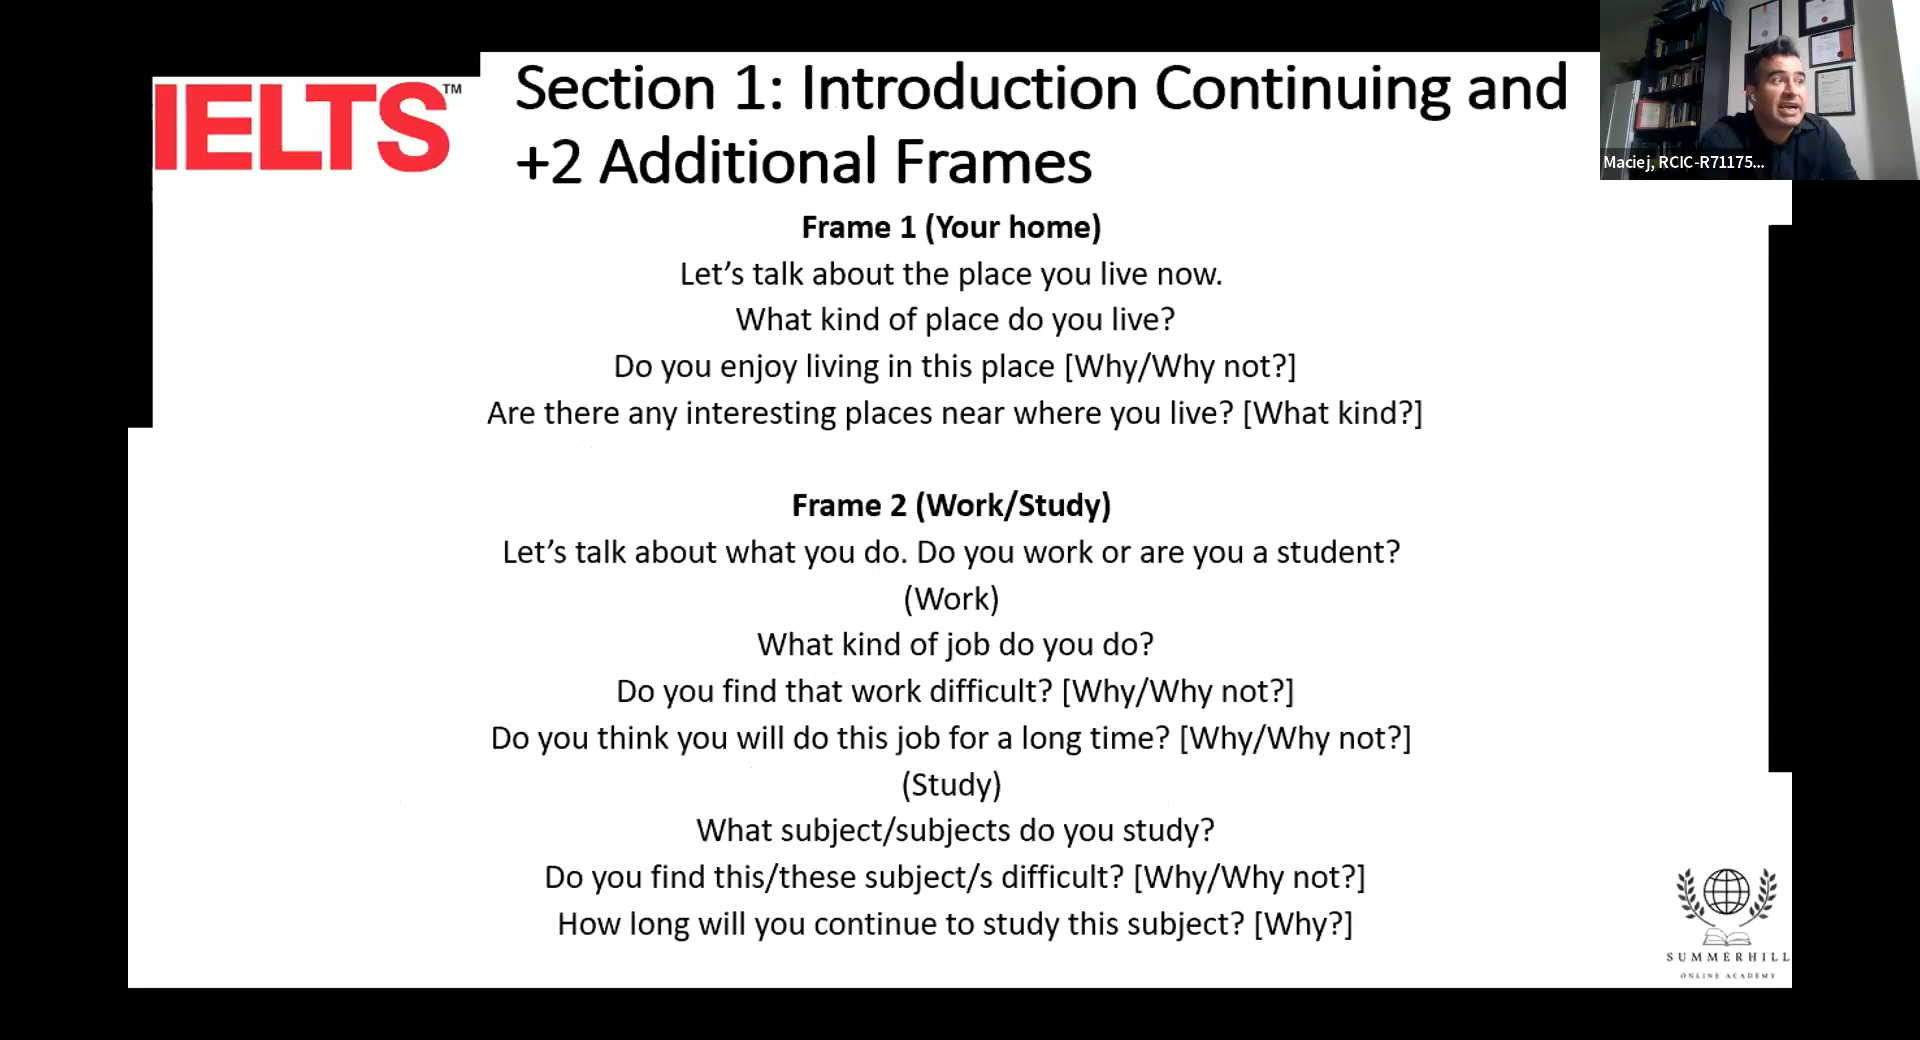 IELTS™
Section 1: Introduction Continuing and
+2 Additional Frames
Maciej, RCIC-R71175...
Frame 1 (Your home)
Let’s talk about the place you live now.
What kind of place do you live?
Do you enjoy living in this place [Why/Why not?]
Are there any interesting places near where you live? [What kind?]
Frame 2 (Work/Study)
Let’s talk about what you do. Do you work or are you a student?
(Work)
What kind of job do you do?
Do you find that work difficult? [Why/Why not?]
Do you think you will do this job for a long time? [Why/Why not?]
(Study)
What subject/subjects do you study?
Do you find this/these subject/s difficult? [Why/Why not?]
How long will you continue to study this subject? [Why?]
SUMMERHILL
ONLINE ACADEMY